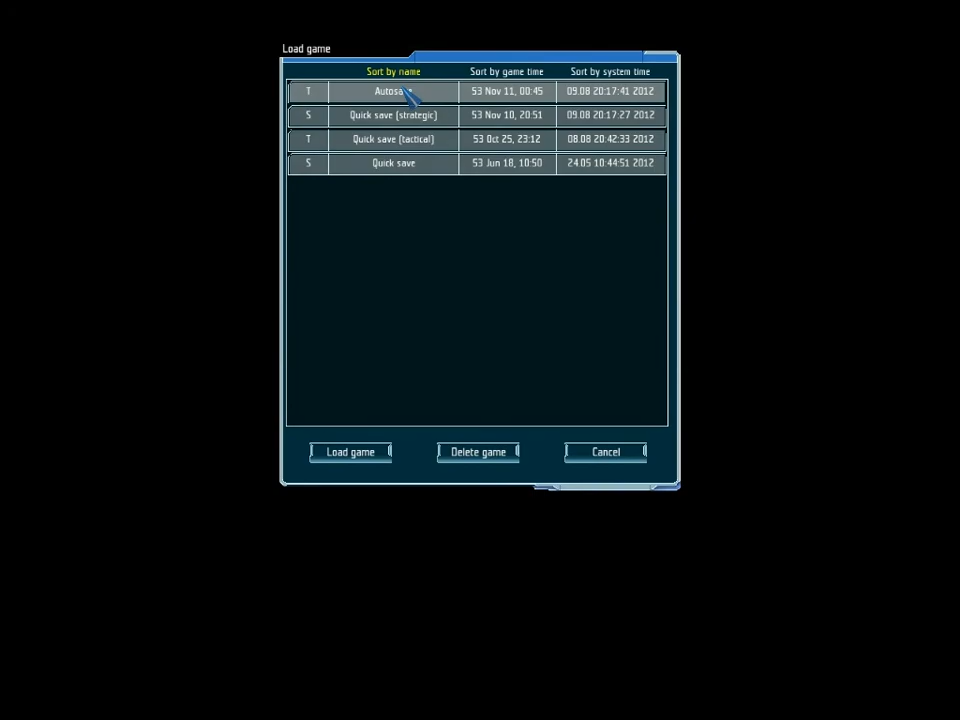 Load game
Sort by name Sort by game time Sort by system time
T Autosave 53 Nov 11, 00:45 09.08 20:17:41 2012
S Quick save (strategic) 53 Nov 10, 20:51 09.08 20:17:27 2012
T Quick save (tactical) 53 Oct 25, 23:12 08.08 20:42:33 2012
S Quick save 53 Jun 18, 10:50 24.05 10:44:51 2012
Load game Delete game Cancel